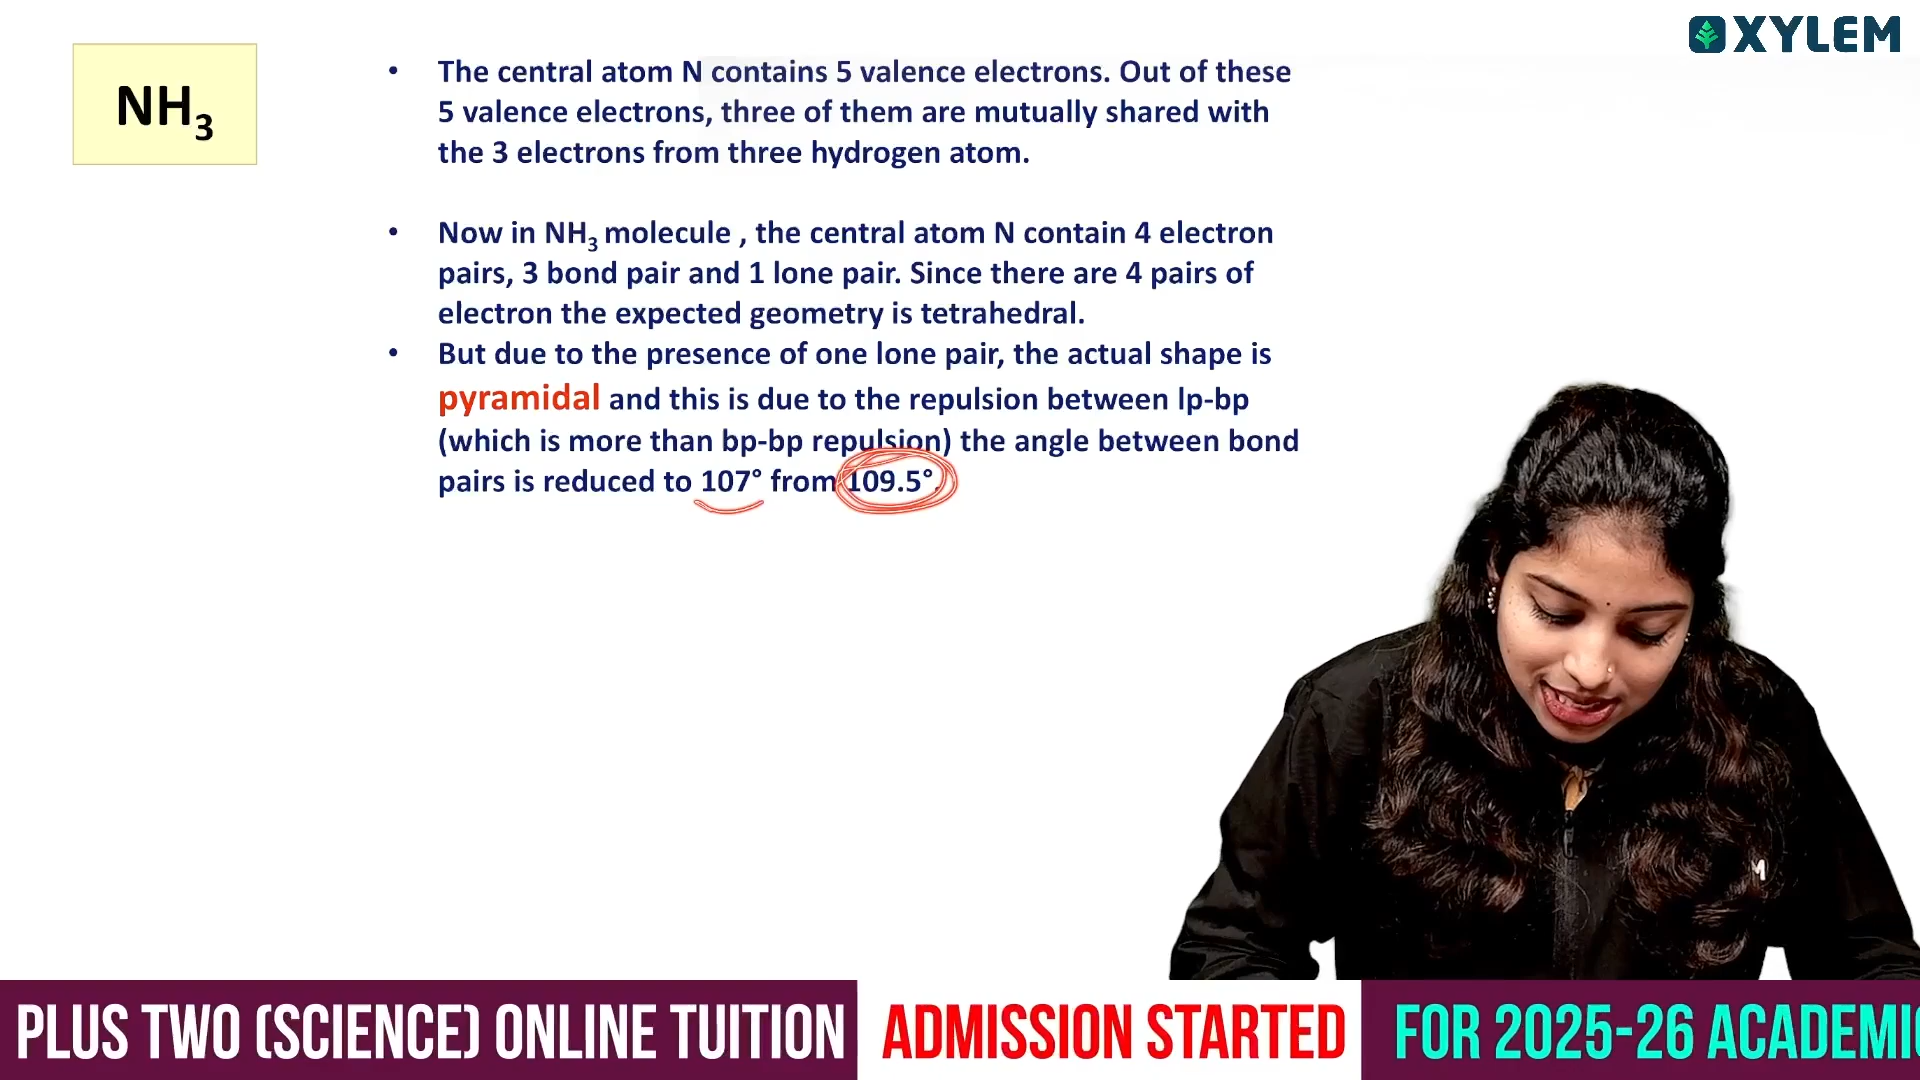 XYLEM
NH3
• The central atom N contains 5 valence electrons. Out of these
5 valence electrons, three of them are mutually shared with
the 3 electrons from three hydrogen atom.
• Now in NH3 molecule , the central atom N contain 4 electron
pairs, 3 bond pair and 1 lone pair. Since there are 4 pairs of
electron the expected geometry is tetrahedral.
• But due to the presence of one lone pair, the actual shape is
pyramidal and this is due to the repulsion between lp-bp
(which is more than bp-bp repulsion) the angle between bond
pairs is reduced to 107° from 109.5°.
M
PLUS TWO (SCIENCE) ONLINE TUITION ADMISSION STARTED FOR 2025-26 ACADEMIC